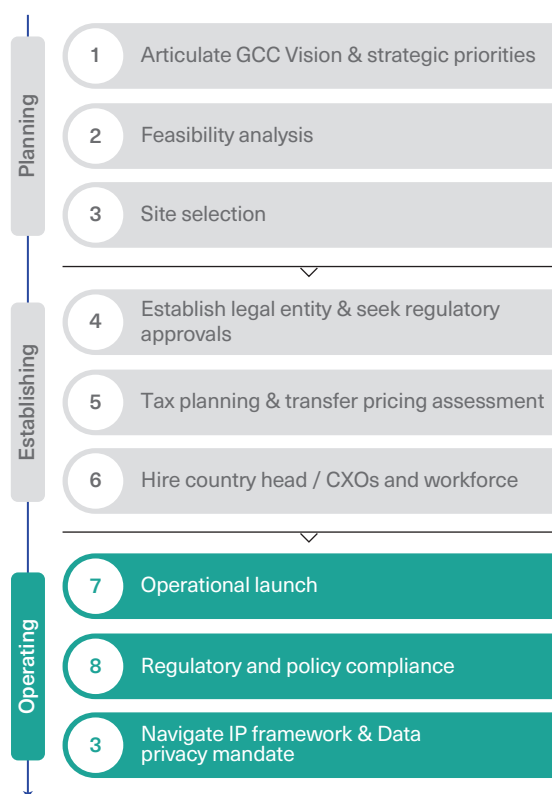 Planning
1
Articulate GCC Vision & strategic priorities
2
Feasibility analysis
3
Site selection
Establishing
4
Establish legal entity & seek regulatory
approvals
5
Tax planning & transfer pricing assessment
6
Hire country head / CXOs and workforce
Operating
7
Operational launch
8
Regulatory and policy compliance
3
Navigate IP framework & Data
privacy mandate